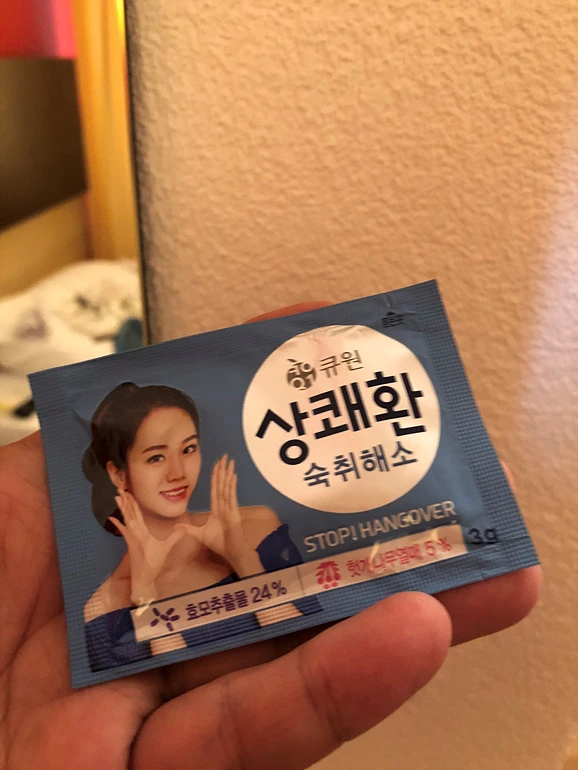 큐원
상쾌환
숙취해소
STOP! HANGOVER
효모추출물 24%
헛개나무열매 5%
3g